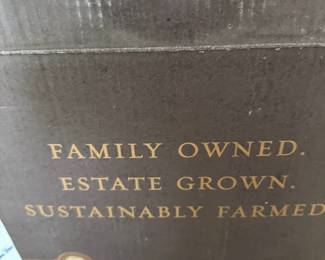 FAMILY OWNED.
ESTATE GROWN.
SUSTAINABLY FARMED